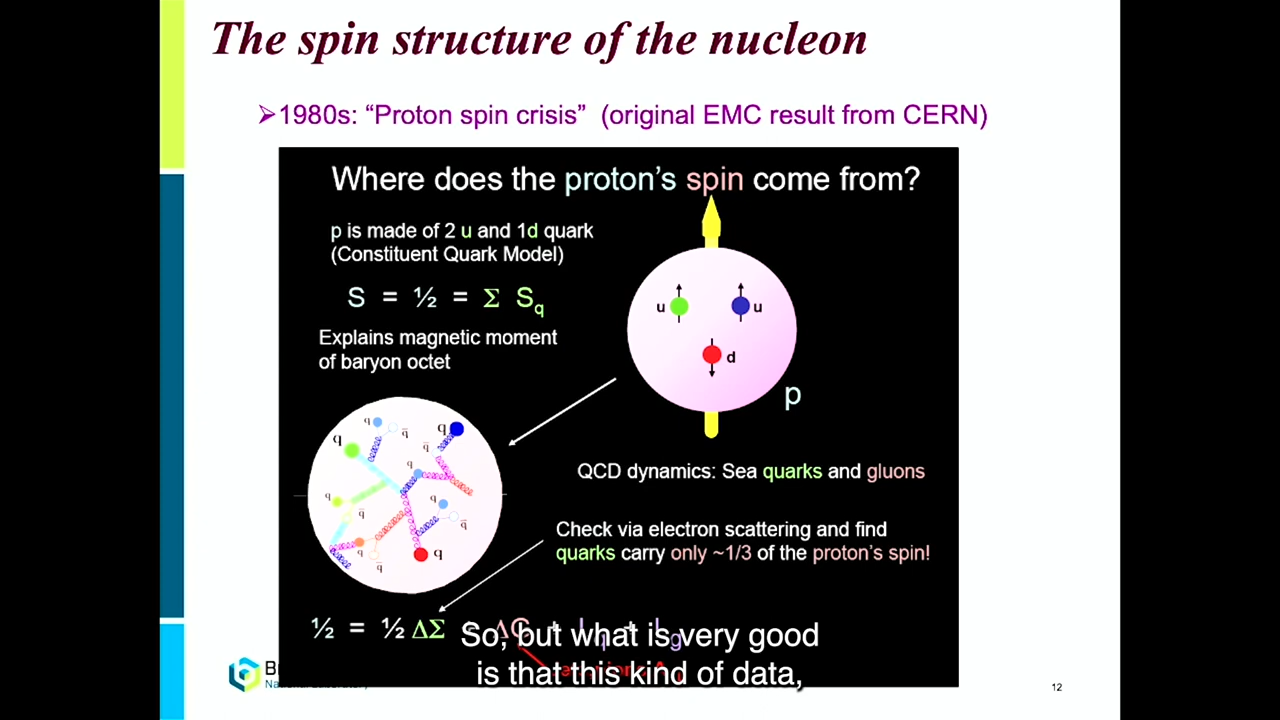 The spin structure of the nucleon
➢1980s: “Proton spin crisis” (original EMC result from CERN)
Where does the proton’s spin come from?
p is made of 2 u and 1d quark
(Constituent Quark Model)
S = ½ = Σ Sq
Explains magnetic moment
of baryon octet
u u
d
p
q q̅ q
q q̅
q q q̅
q̅ q q̅
q q̅ q
QCD dynamics: Sea quarks and gluons
Check via electron scattering and find
quarks carry only ~1/3 of the proton’s spin!
½ = ½ ΔΣ
So, but what is very good
is that this kind of data,
12